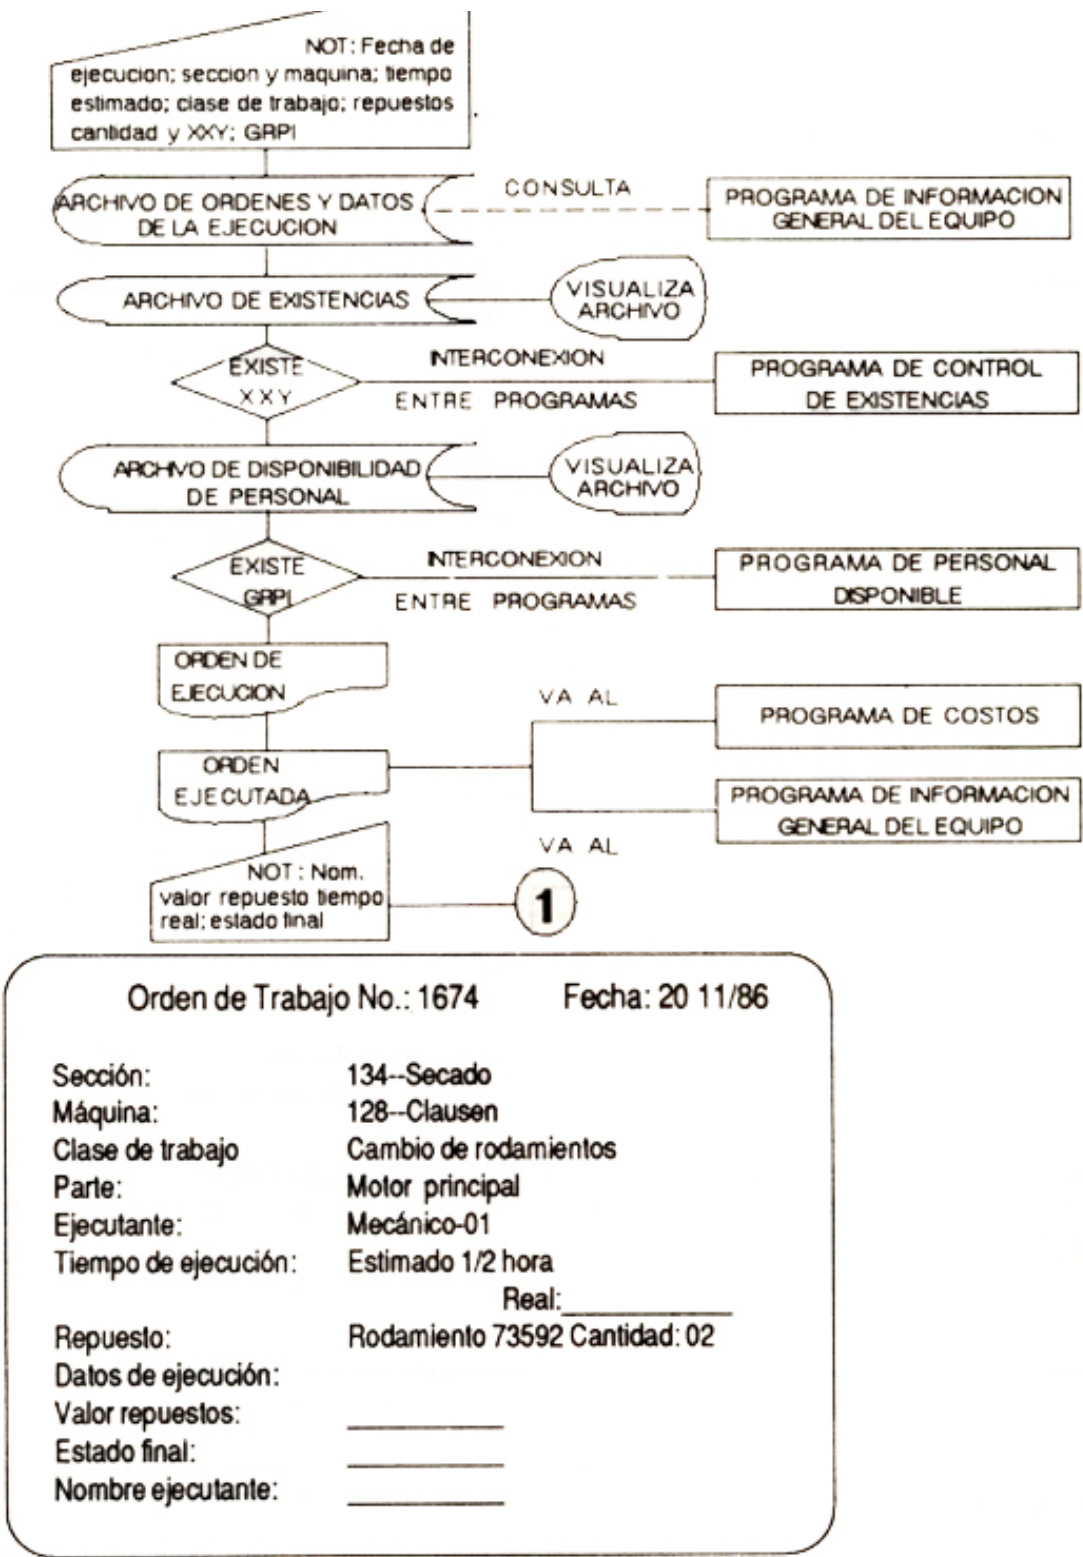 NOT: Fecha de
ejecucion; seccion y maquina; tiempo
estimado; clase de trabajo; repuestos
cantidad y XXY; GRPI
ARCHIVO DE ORDENES Y DATOS
DE LA EJECUCION
CONSULTA
PROGRAMA DE INFORMACION
GENERAL DEL EQUIPO
ARCHIVO DE EXISTENCIAS
VISUALIZA
ARCHIVO
EXISTE
XXY
INTERCONEXION
ENTRE PROGRAMAS
PROGRAMA DE CONTROL
DE EXISTENCIAS
ARCHIVO DE DISPONIBILIDAD
DE PERSONAL
VISUALIZA
ARCHIVO
EXISTE
GRPI
INTERCONEXION
ENTRE PROGRAMAS
PROGRAMA DE PERSONAL
DISPONIBLE
ORDEN DE
EJECUCION
VA AL
PROGRAMA DE COSTOS
ORDEN
EJECUTADA
PROGRAMA DE INFORMACION
GENERAL DEL EQUIPO
VA AL
NOT: Nom.
valor repuesto tiempo
real; estado final
1
Orden de Trabajo No.: 1674 Fecha: 20 11/86
Sección: 134--Secado
Máquina: 128--Clausen
Clase de trabajo Cambio de rodamientos
Parte: Motor principal
Ejecutante: Mecánico-01
Tiempo de ejecución: Estimado 1/2 hora
Real:
Repuesto: Rodamiento 73592 Cantidad: 02
Datos de ejecución:
Valor repuestos:
Estado final:
Nombre ejecutante: